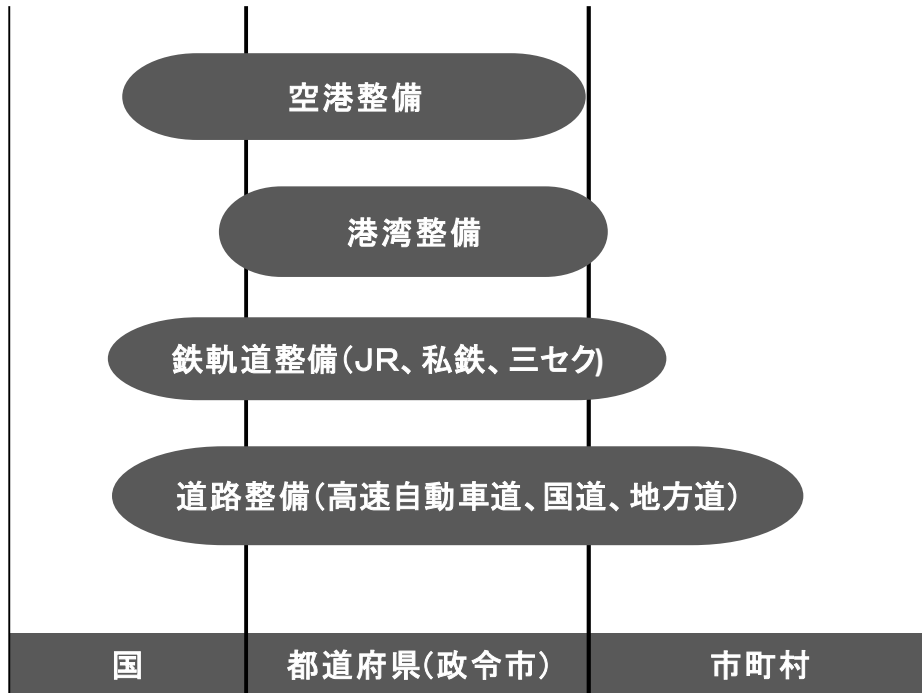 空港整備
港湾整備
鉄軌道整備(JR、私鉄、三セク)
道路整備(高速自動車道、国道、地方道)
国
都道府県(政令市)
市町村